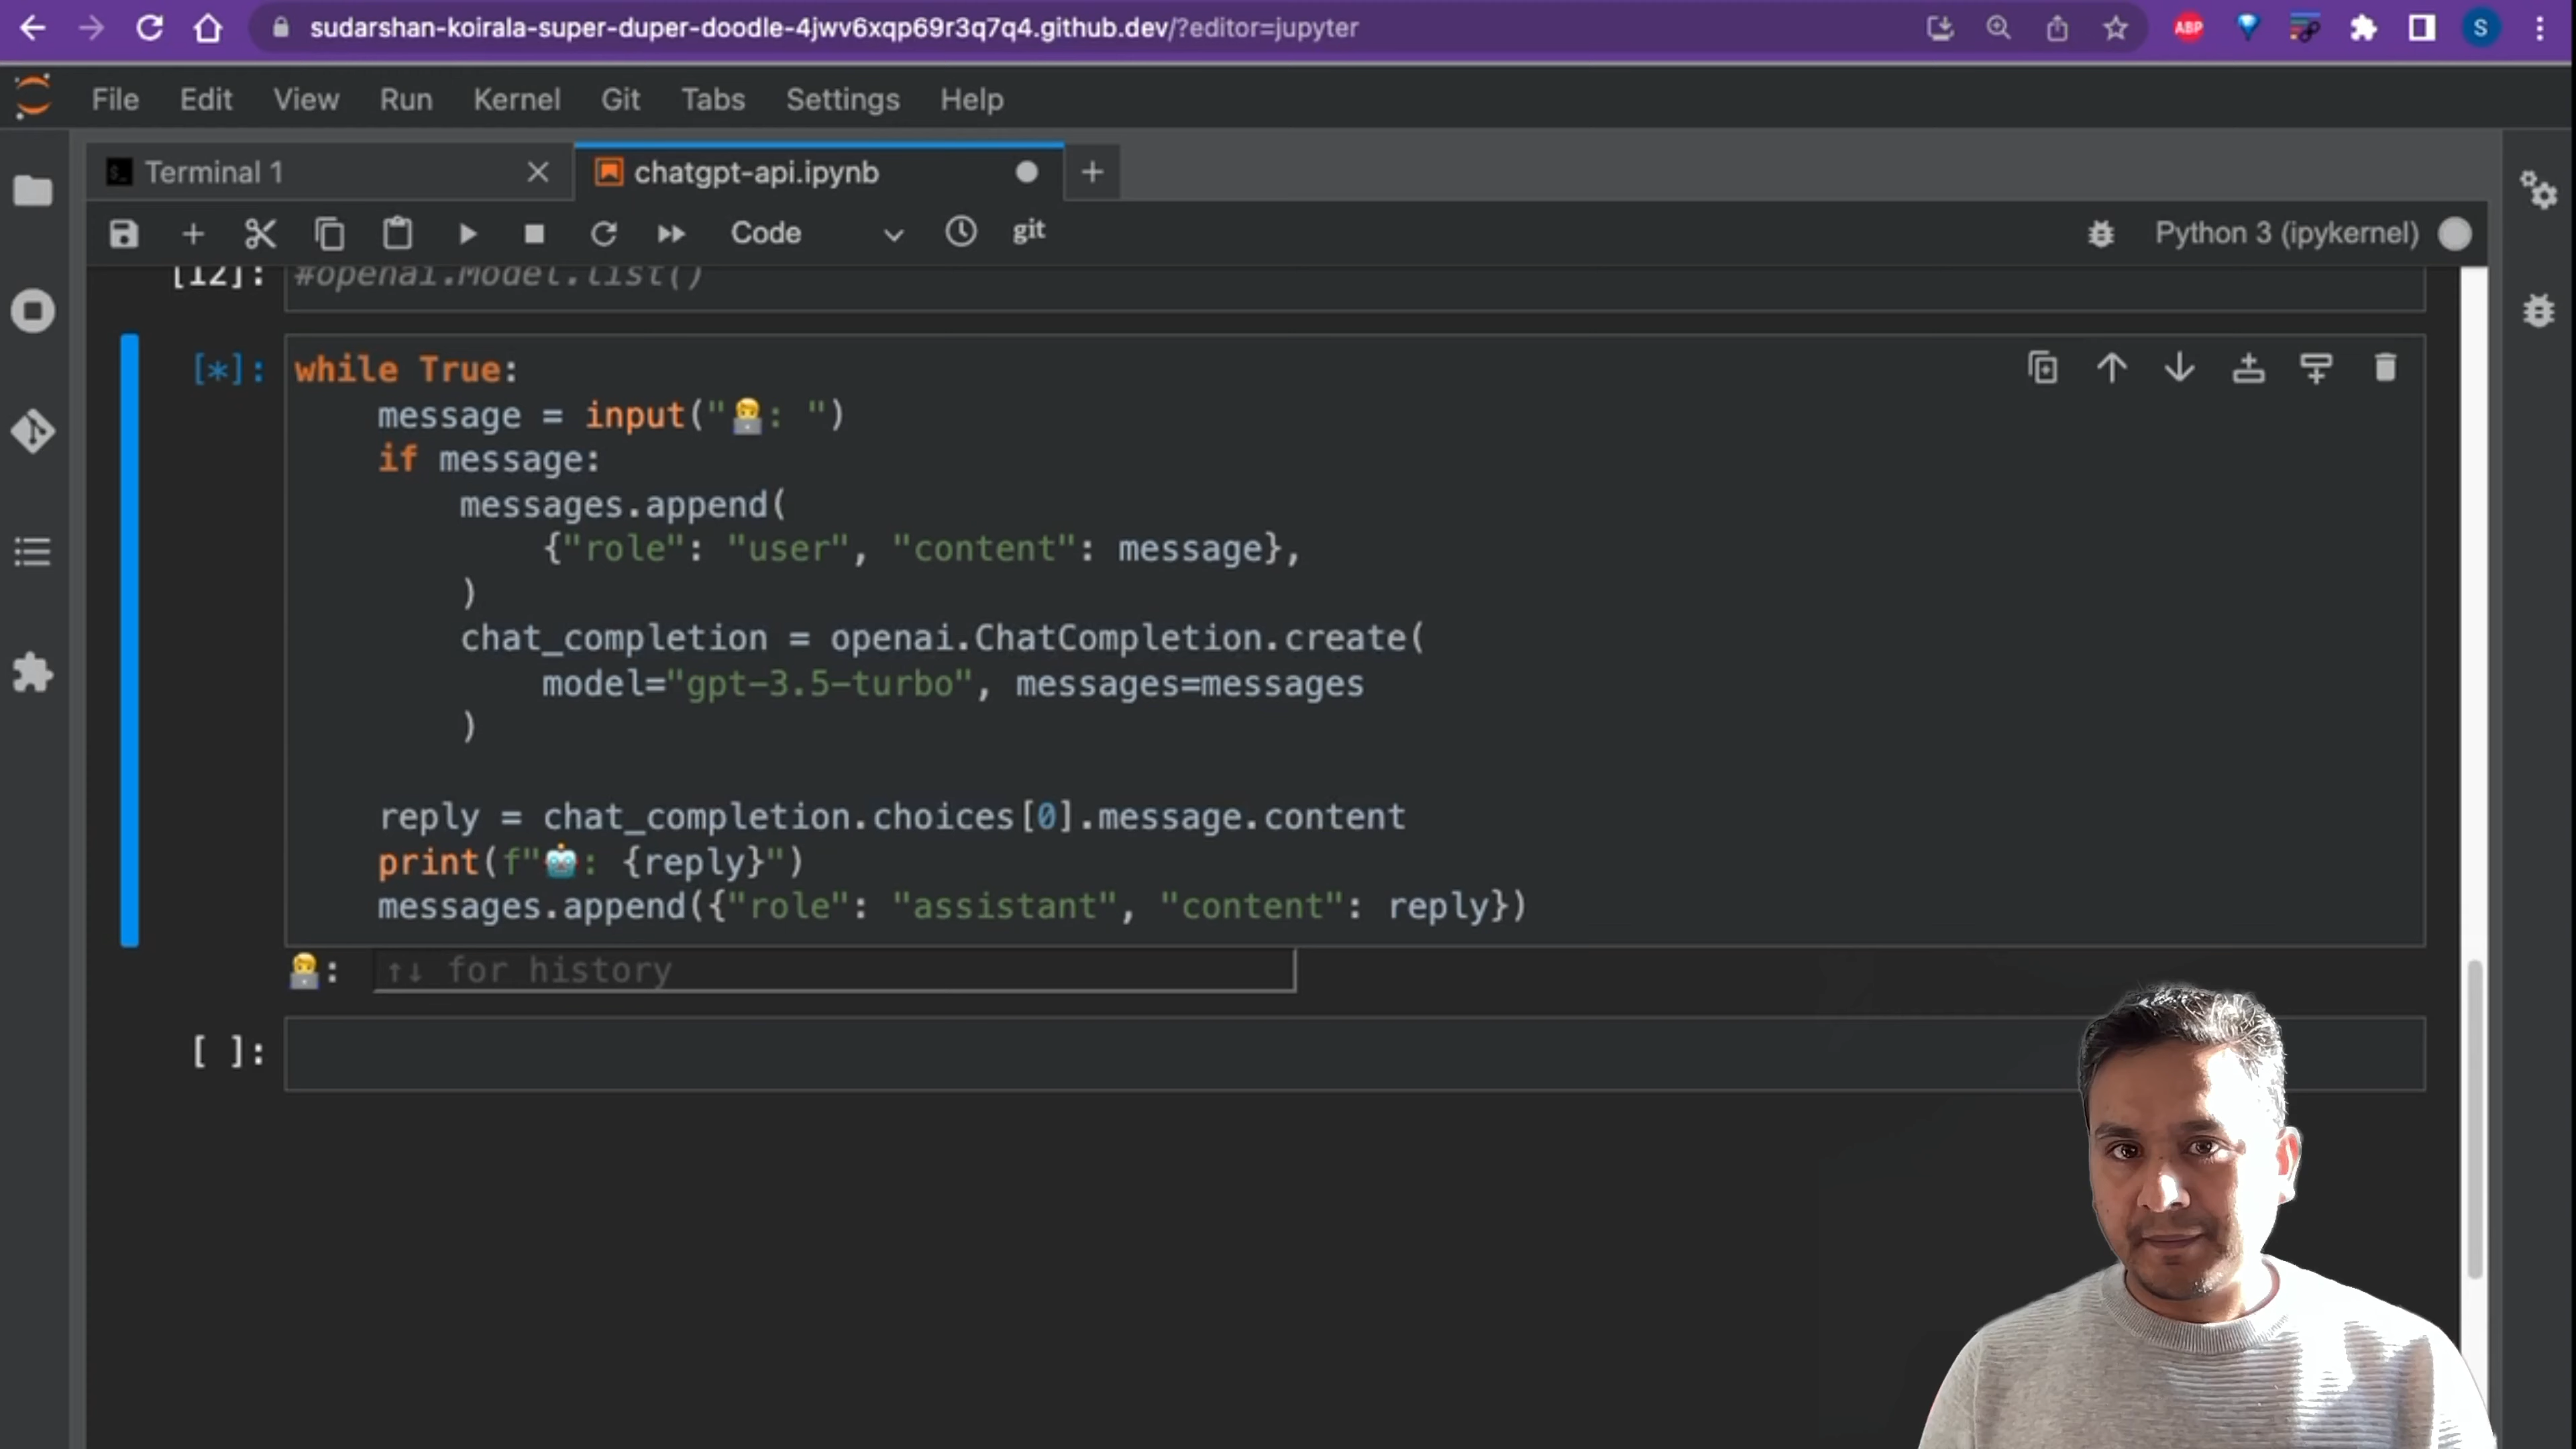 sudarshan-koirala-super-duper-doodle-4jwv6xqp69r3q7q4.github.dev/?editor=jupyter
ABP
S
File Edit View Run Kernel Git Tabs Settings Help
Terminal 1
chatgpt-api.ipynb
Code
git
Python 3 (ipykernel)
[12]: #openai.Model.list()
[*]: while True:
message = input("👨‍💻: ")
if message:
messages.append(
{"role": "user", "content": message},
)
chat_completion = openai.ChatCompletion.create(
model="gpt-3.5-turbo", messages=messages
)
reply = chat_completion.choices[0].message.content
print(f"🤖: {reply}")
messages.append({"role": "assistant", "content": reply})
👨‍💻: ↑↓ for history
[ ]: